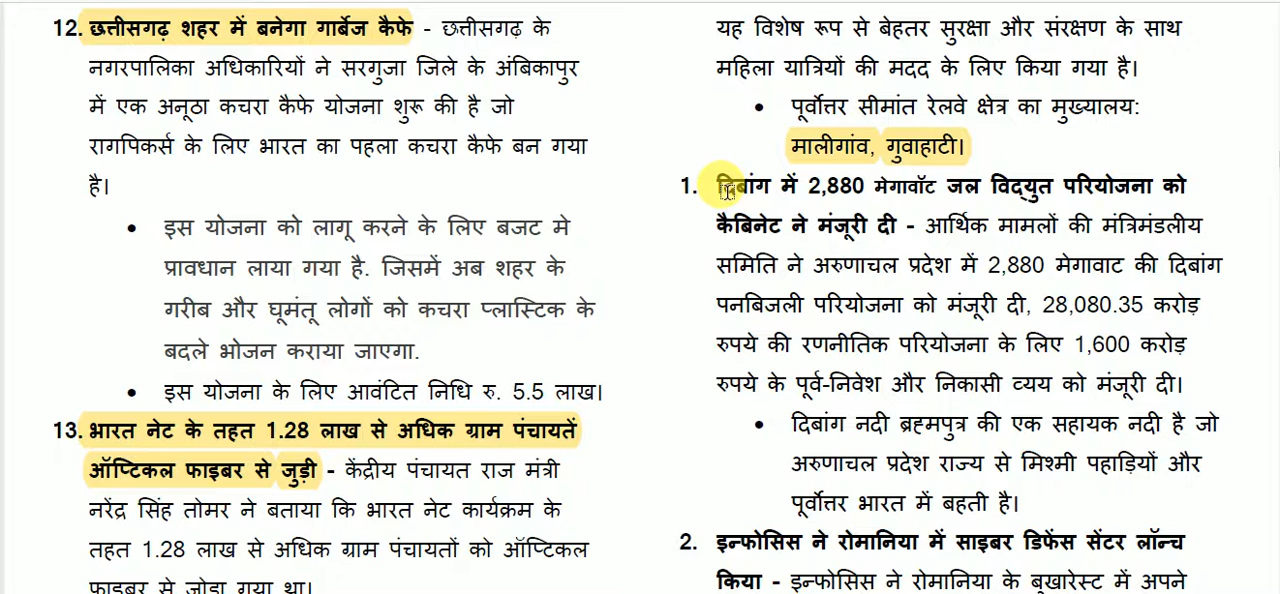 12. छत्तीसगढ़ शहर में बनेगा गार्बेज कैफे - छत्तीसगढ़ के
नगरपालिका अधिकारियों ने सरगुजा जिले के अंबिकापुर
में एक अनूठा कचरा कैफे योजना शुरू की है जो
रागपिकर्स के लिए भारत का पहला कचरा कैफे बन गया
है।
• इस योजना को लागू करने के लिए बजट मे
प्रावधान लाया गया है. जिसमें अब शहर के
गरीब और घूमंतू लोगों को कचरा प्लास्टिक के
बदले भोजन कराया जाएगा.
• इस योजना के लिए आवंटित निधि रु. 5.5 लाख।
13. भारत नेट के तहत 1.28 लाख से अधिक ग्राम पंचायतें
ऑप्टिकल फाइबर से जुड़ी - केंद्रीय पंचायत राज मंत्री
नरेंद्र सिंह तोमर ने बताया कि भारत नेट कार्यक्रम के
तहत 1.28 लाख से अधिक ग्राम पंचायतों को ऑप्टिकल
फाइबर से जोड़ा गया था।
यह विशेष रूप से बेहतर सुरक्षा और संरक्षण के साथ
महिला यात्रियों की मदद के लिए किया गया है।
• पूर्वोत्तर सीमांत रेलवे क्षेत्र का मुख्यालय:
मालीगांव, गुवाहाटी।
1. दिबांग में 2,880 मेगावॉट जल विद्युत परियोजना को
कैबिनेट ने मंजूरी दी - आर्थिक मामलों की मंत्रिमंडलीय
समिति ने अरुणाचल प्रदेश में 2,880 मेगावाट की दिबांग
पनबिजली परियोजना को मंजूरी दी, 28,080.35 करोड़
रुपये की रणनीतिक परियोजना के लिए 1,600 करोड़
रुपये के पूर्व-निवेश और निकासी व्यय को मंजूरी दी।
• दिबांग नदी ब्रह्मपुत्र की एक सहायक नदी है जो
अरुणाचल प्रदेश राज्य से मिश्मी पहाड़ियों और
पूर्वोत्तर भारत में बहती है।
2. इन्फोसिस ने रोमानिया में साइबर डिफेंस सेंटर लॉन्च
किया - इन्फोसिस ने रोमानिया के बुखारेस्ट में अपने